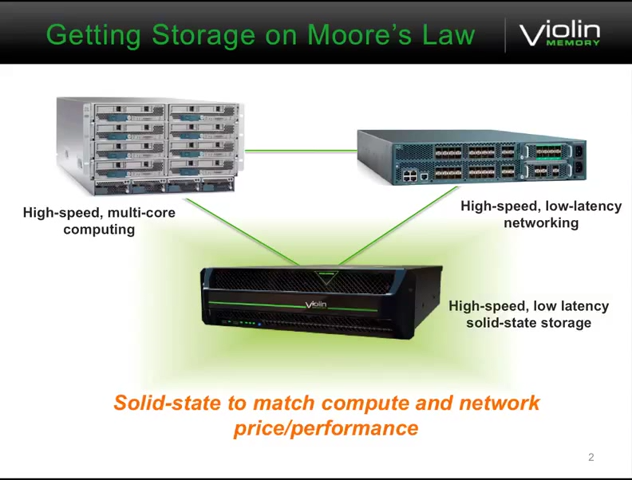 Getting Storage on Moore's Law
Violin
MEMORY
High-speed, multi-core
computing
High-speed, low-latency
networking
Violin
High-speed, low latency
solid-state storage
Solid-state to match compute and network
price/performance
2